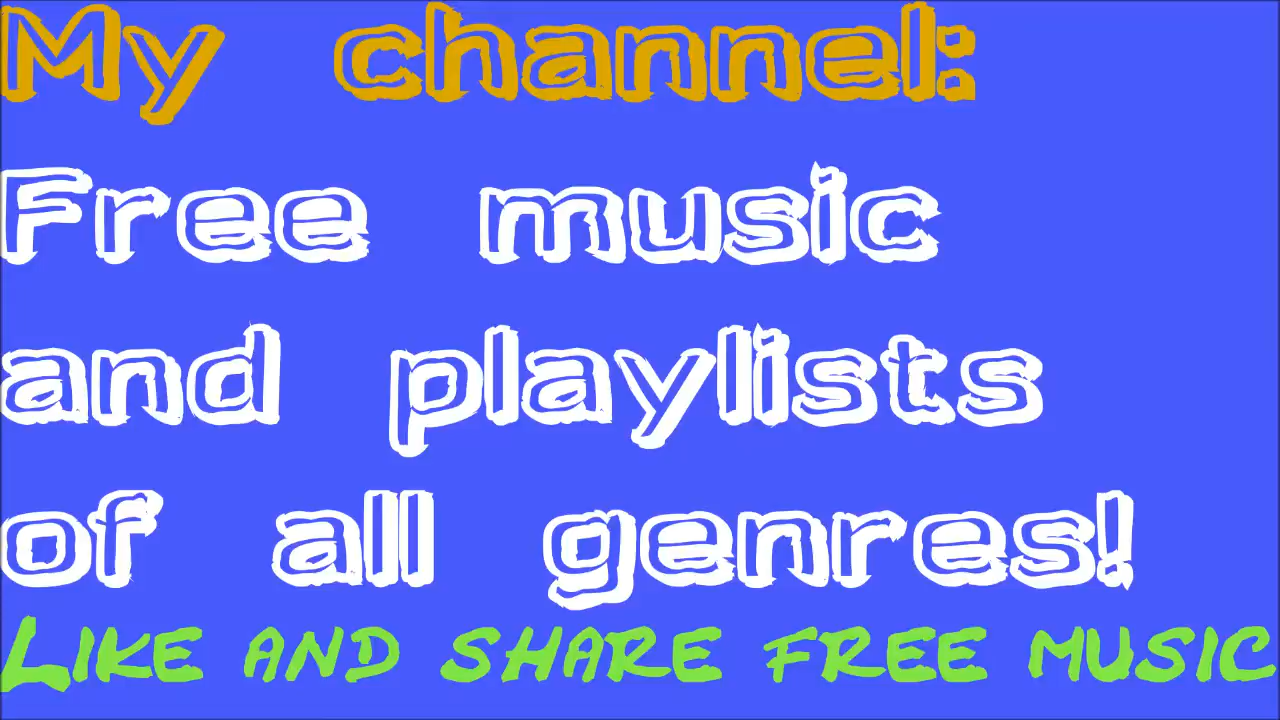 My channel:
Free music
and playlists
of all genres!
LIKE AND SHARE FREE MUSIC